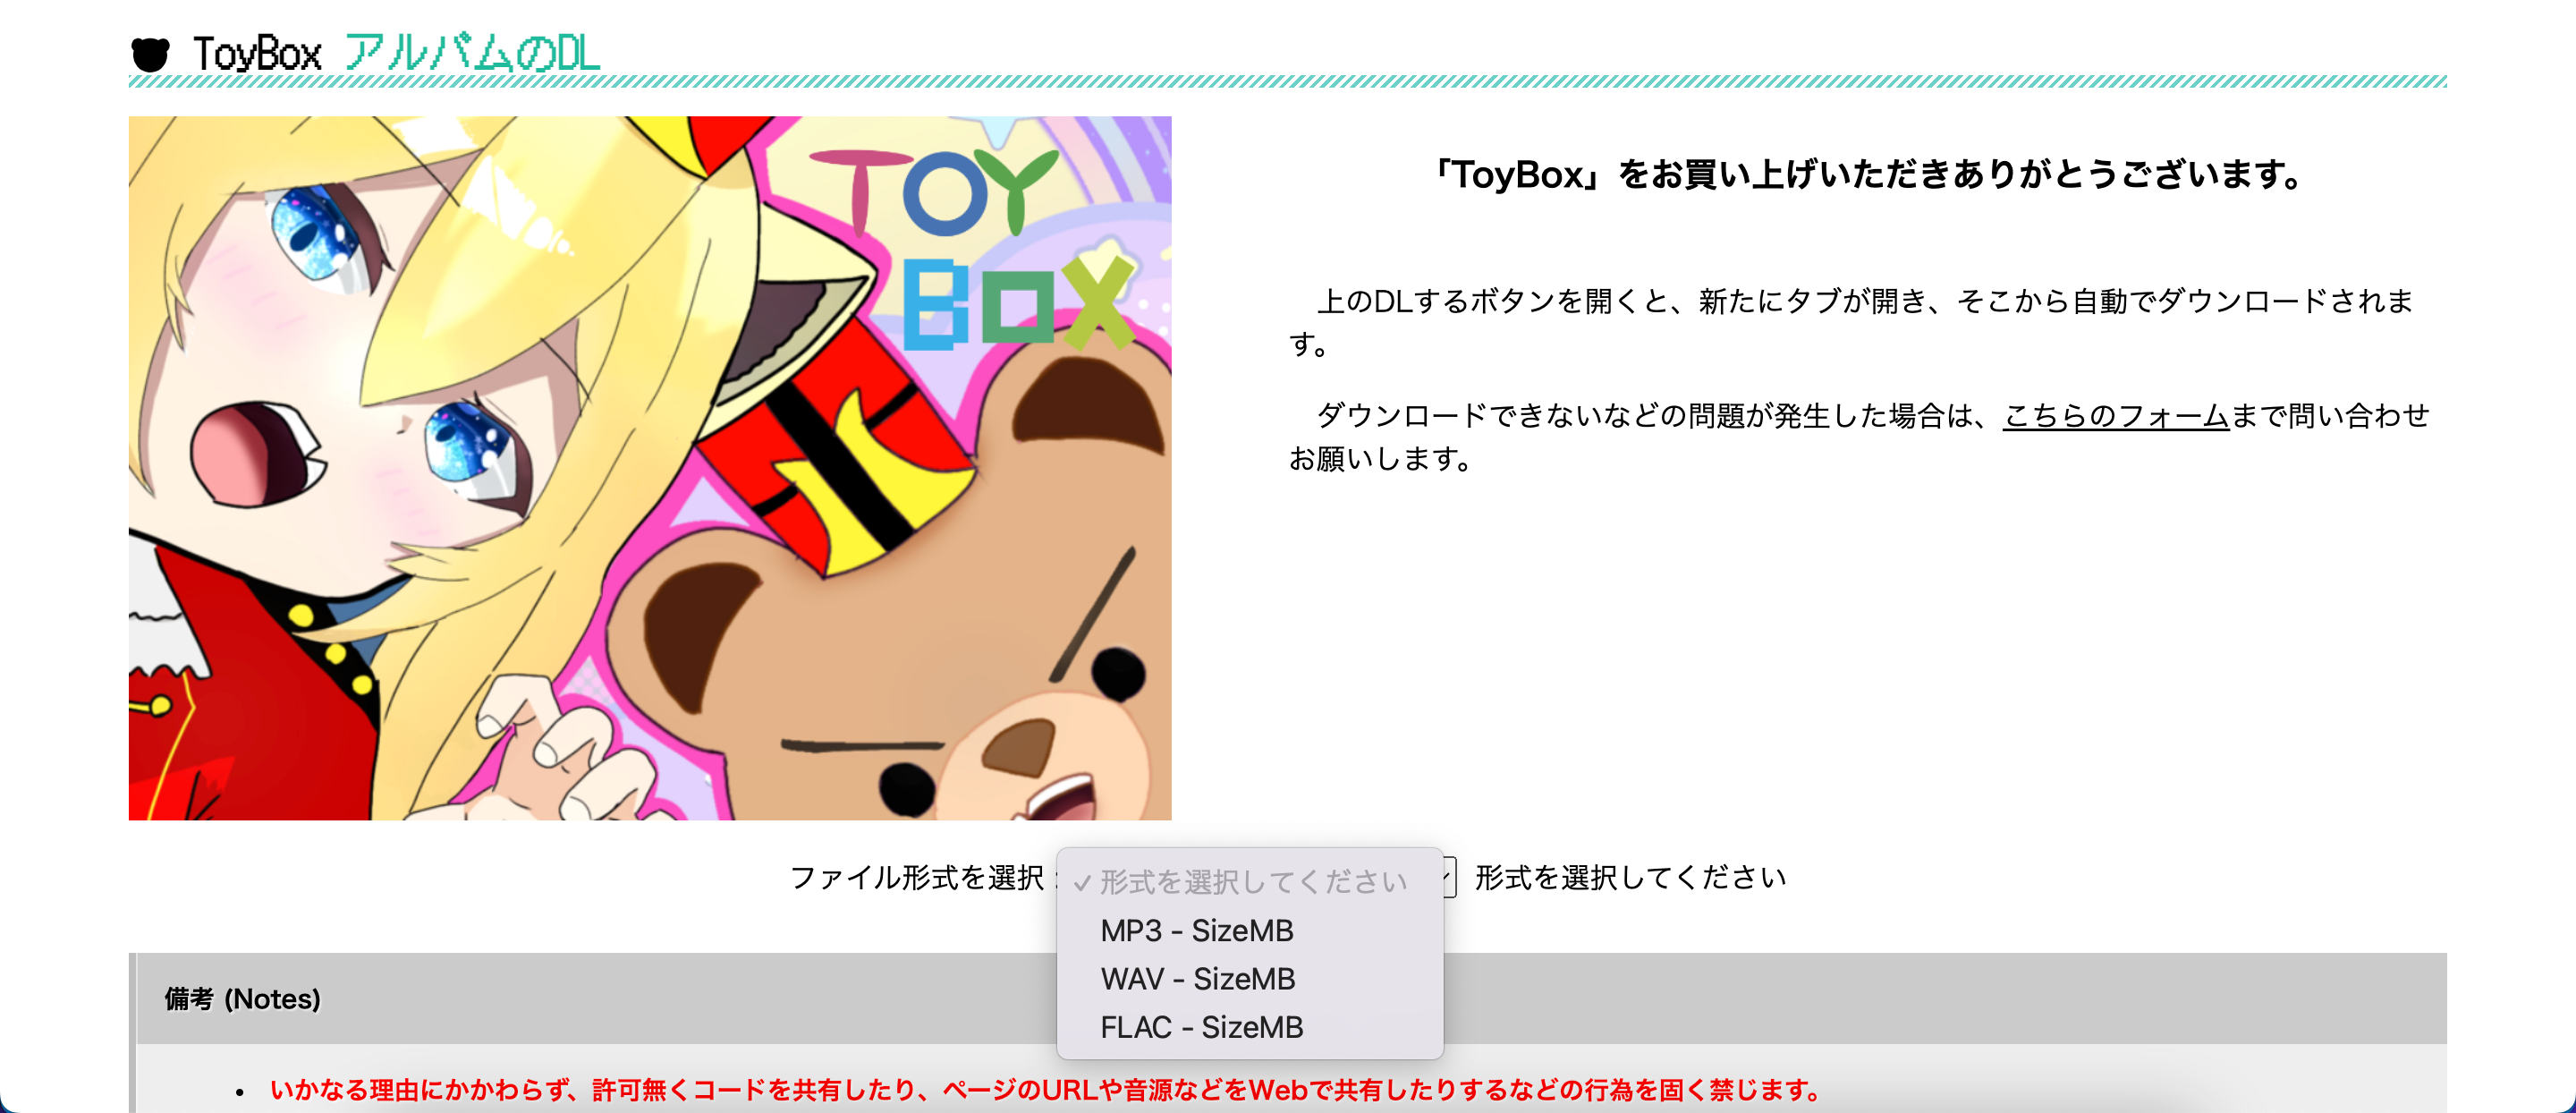 ToyBox アルバムのDL
TOY
BOX
「ToyBox」をお買い上げいただきありがとうございます。
上のDLするボタンを開くと、新たにタブが開き、そこから自動でダウンロードされま
す。
ダウンロードできないなどの問題が発生した場合は、こちらのフォームまで問い合わせ
お願いします。
ファイル形式を選択 : ✓ 形式を選択してください 形式を選択してください
MP3 - SizeMB
WAV - SizeMB
FLAC - SizeMB
備考 (Notes)
• いかなる理由にかかわらず、許可無くコードを共有したり、ページのURLや音源などをWebで共有したりするなどの行為を固く禁じます。